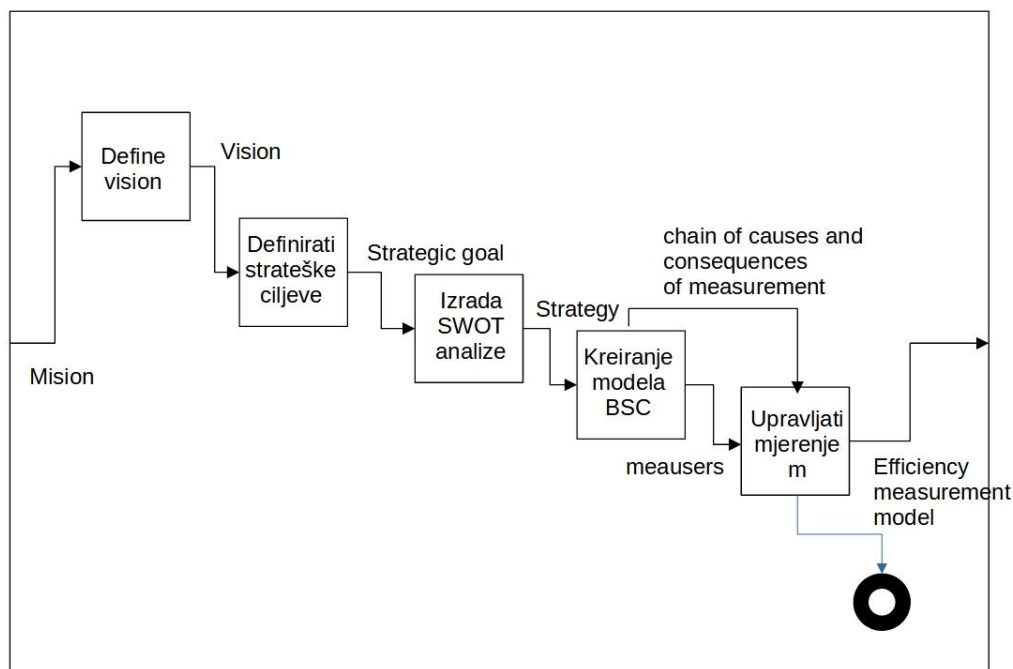 Define
vision
Vision
Definirati
strateške
ciljeve
Strategic goal
Izrada
SWOT
analize
Strategy
chain of causes and
consequences
of measurement
Kreiranje
modela
BSC
Mision
meausers
Upravljati
mjerenje
m
Efficiency
measurement
model